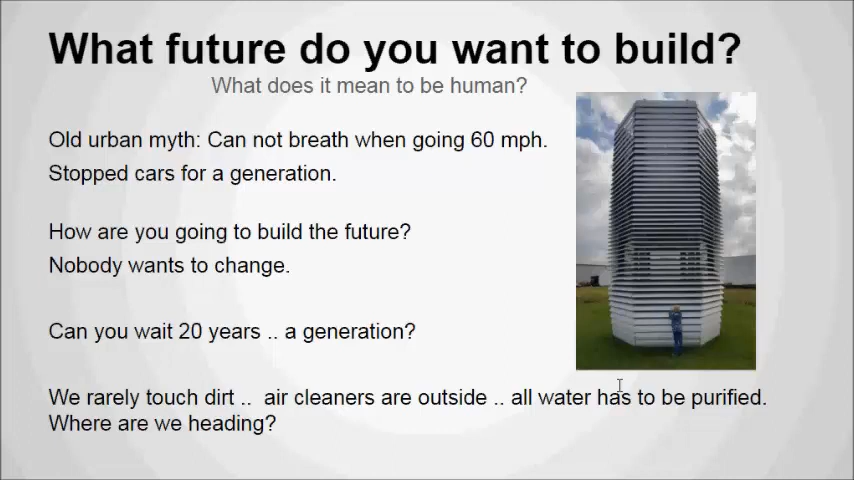 What future do you want to build?
What does it mean to be human?
Old urban myth: Can not breath when going 60 mph.
Stopped cars for a generation.
How are you going to build the future?
Nobody wants to change.
Can you wait 20 years .. a generation?
We rarely touch dirt ..  air cleaners are outside .. all water has to be purified.
Where are we heading?